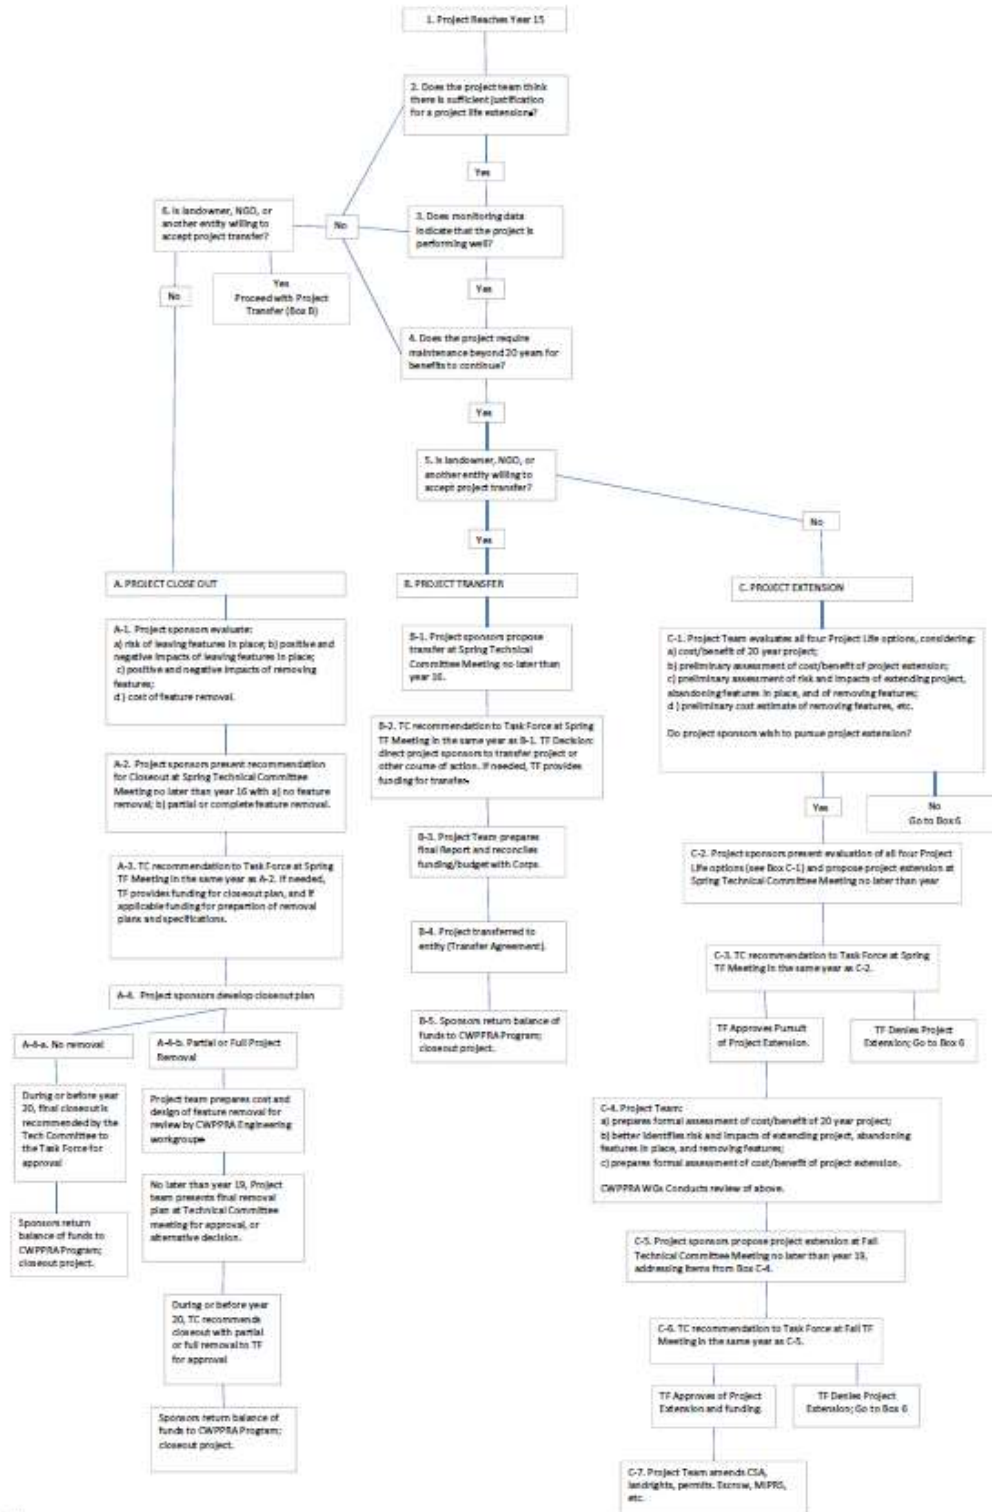 1. Project Reaches Year 15
2. Does the project team think
there is sufficient justification
for a project life extension?
Yes
6. Is landowner, NGO, or
another entity willing to
accept project transfer?
No
3. Does monitoring data
indicate that the project is
performing well?
Yes
Proceed with Project
Transfer (Box B)
No
Yes
4. Does the project require
maintenance beyond 20 years for
benefits to continue?
Yes
5. Is landowner, NGO, or
another entity willing to
accept project transfer?
No
Yes
A. PROJECT CLOSE OUT
A-1. Project sponsors evaluate:
a) risk of leaving features in place; b) positive and
negative impacts of leaving features in place;
c) positive and negative impacts of removing
features;
d) cost of feature removal.
A-2. Project sponsors present recommendation
for Closeout at Spring Technical Committee
Meeting no later than year 16 with a) no feature
removal; b) partial or complete feature removal.
A-3. TC recommendation to Task Force at Spring
TF Meeting in the same year as A-2. If needed,
TF provides funding for closeout plan, and if
applicable funding for prepartion of removal
plans and specifications.
A-4. Project sponsors develop closeout plan
A-4-a. No removal
During or before year
20, final closeout is
recommended by the
Tech Committee to
the Task Force for
approval
Sponsors return
balance of funds to
CWPPRA Program;
closeout project.
A-4-b. Partial or Full Project
Removal
Project team prepares cost and
design of feature removal for
review by CWPPRA Engineering
workgroup.
No later than year 19, Project
team presents final removal
plan at Technical Committee
meeting for approval, or
alternative decision.
During or before year
20, TC recommends
closeout with partial
or full removal to TF
for approval
Sponsors return balance of
funds to CWPPRA Program;
closeout project.
B. PROJECT TRANSFER
B-1. Project sponsors propose
transfer at Spring Technical
Committee Meeting no later than
year 16.
B-2. TC recommendation to Task Force at Spring
TF Meeting in the same year as B-1. TF Decision:
direct project sponsors to transfer project or
other course of action. If needed, TF provides
funding for transfer.
B-3. Project Team prepares
final Report and reconciles
funding/budget with Corps.
B-4. Project transferred to
entity (Transfer Agreement).
B-5. Sponsors return balance of
funds to CWPPRA Program;
closeout project.
C. PROJECT EXTENSION
C-1. Project Team evaluates all four Project Life options, considering:
a) cost/benefit of 20 year project;
b) preliminary assessment of cost/benefit of project extension;
c) preliminary assessment of risk and impacts of extending project,
abandoning features in place, and of removing features;
d) preliminary cost estimate of removing features, etc.
Do project sponsors wish to pursue project extension?
Yes
No
Go to Box 6
C-2. Project sponsors present evaluation of all four Project
Life options (see Box C-1) and propose project extension at
Spring Technical Committee Meeting no later than year
C-3. TC recommendation to Task Force at Spring
TF Meeting in the same year as C-2.
TF Approves Pursuit
of Project Extension.
TF Denies Project
Extension; Go to Box 6
C-4. Project Team:
a) prepares formal assessment of cost/benefit of 20 year project;
b) better identifies risk and impacts of extending project, abandoning
features in place, and removing features;
c) prepares formal assessment of cost/benefit of project extension.
CWPPRA WGs Conducts review of above.
C-5. Project sponsors propose project extension at Fall
Technical Committee Meeting no later than year 19,
addressing items from Box C-4.
C-6. TC recommendation to Task Force at Fall TF
Meeting in the same year as C-5.
TF Approves of Project
Extension and funding.
TF Denies Project
Extension; Go to Box 6
C-7. Project Team amends CSA,
landrights, permits. Escrow, MIPRS,
etc.